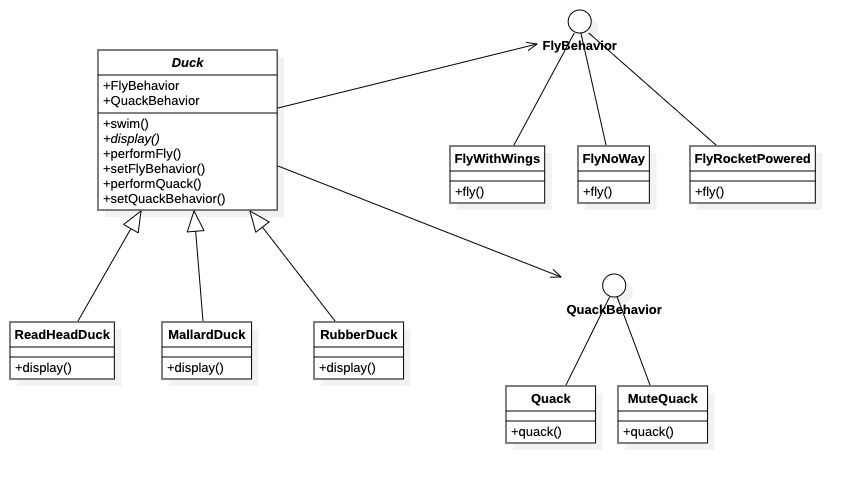 Duck
+FlyBehavior
+QuackBehavior
+swim()
+display()
+performFly()
+setFlyBehavior()
+performQuack()
+setQuackBehavior()
FlyBehavior
FlyWithWings
+fly()
FlyNoWay
+fly()
FlyRocketPowered
+fly()
ReadHeadDuck
+display()
MallardDuck
+display()
RubberDuck
+display()
QuackBehavior
Quack
+quack()
MuteQuack
+quack()